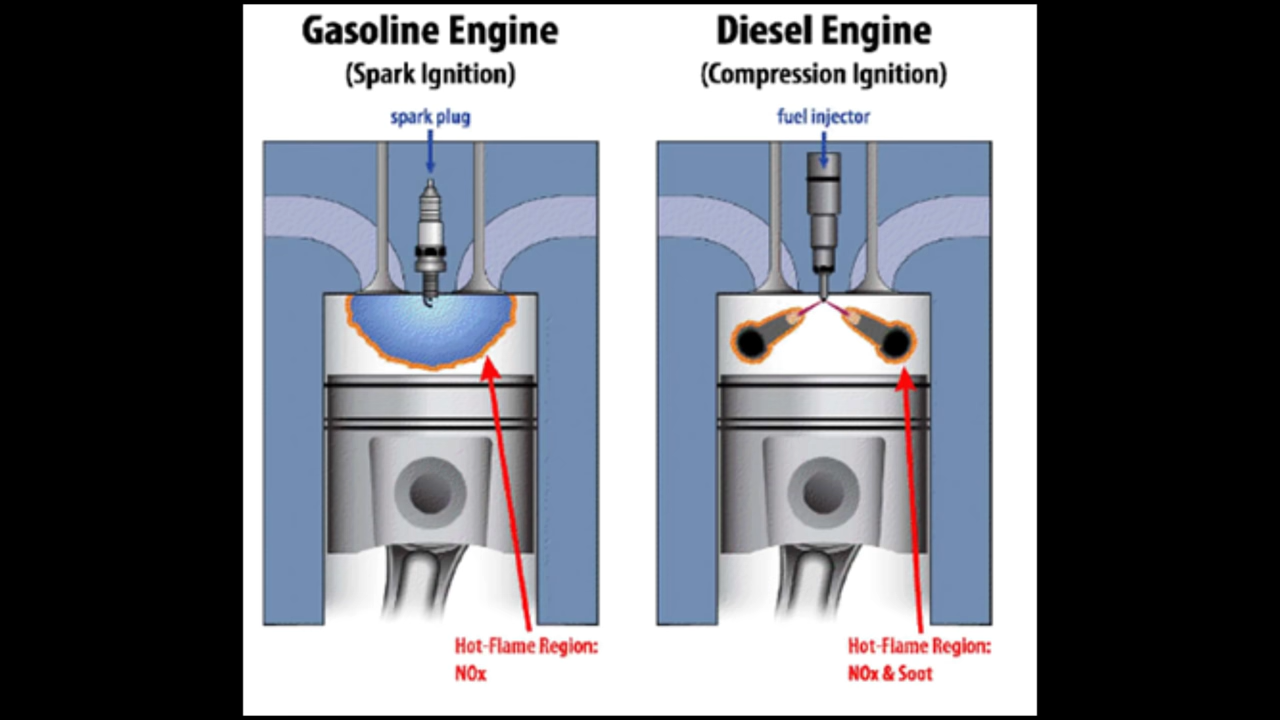 Gasoline Engine
(Spark Ignition)
spark plug
Hot-Flame Region:
NOx
Diesel Engine
(Compression Ignition)
fuel injector
Hot-Flame Region:
NOx & Soot